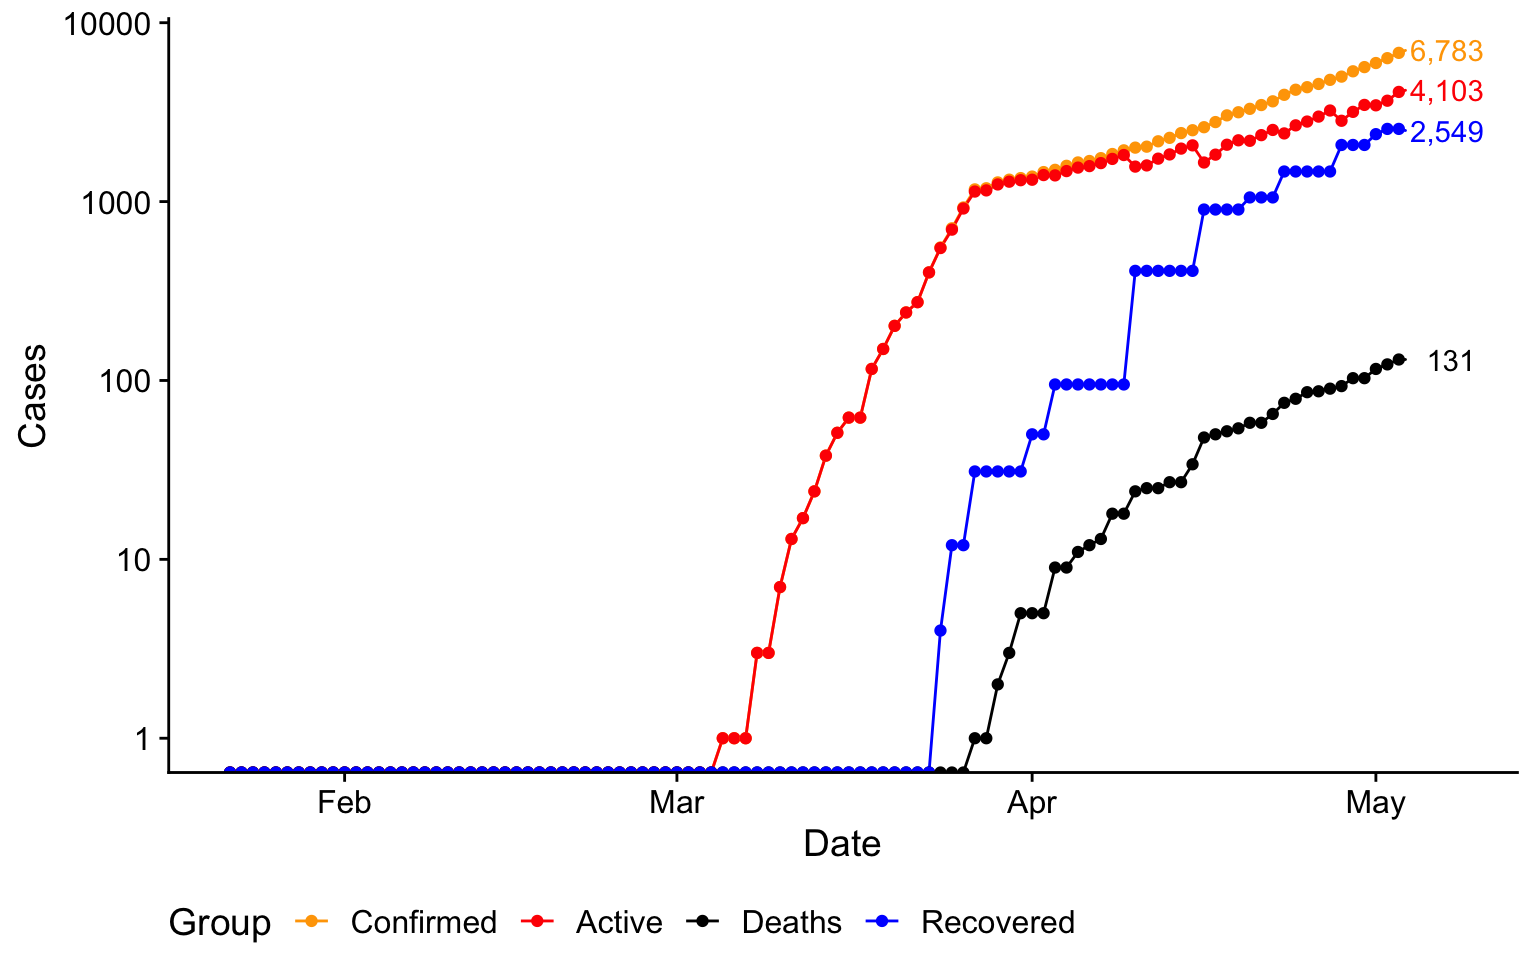 10000
1000
100
10
1
Cases
6,783
4,103
2,549
131
Feb Mar Apr May
Date
Group Confirmed Active Deaths Recovered